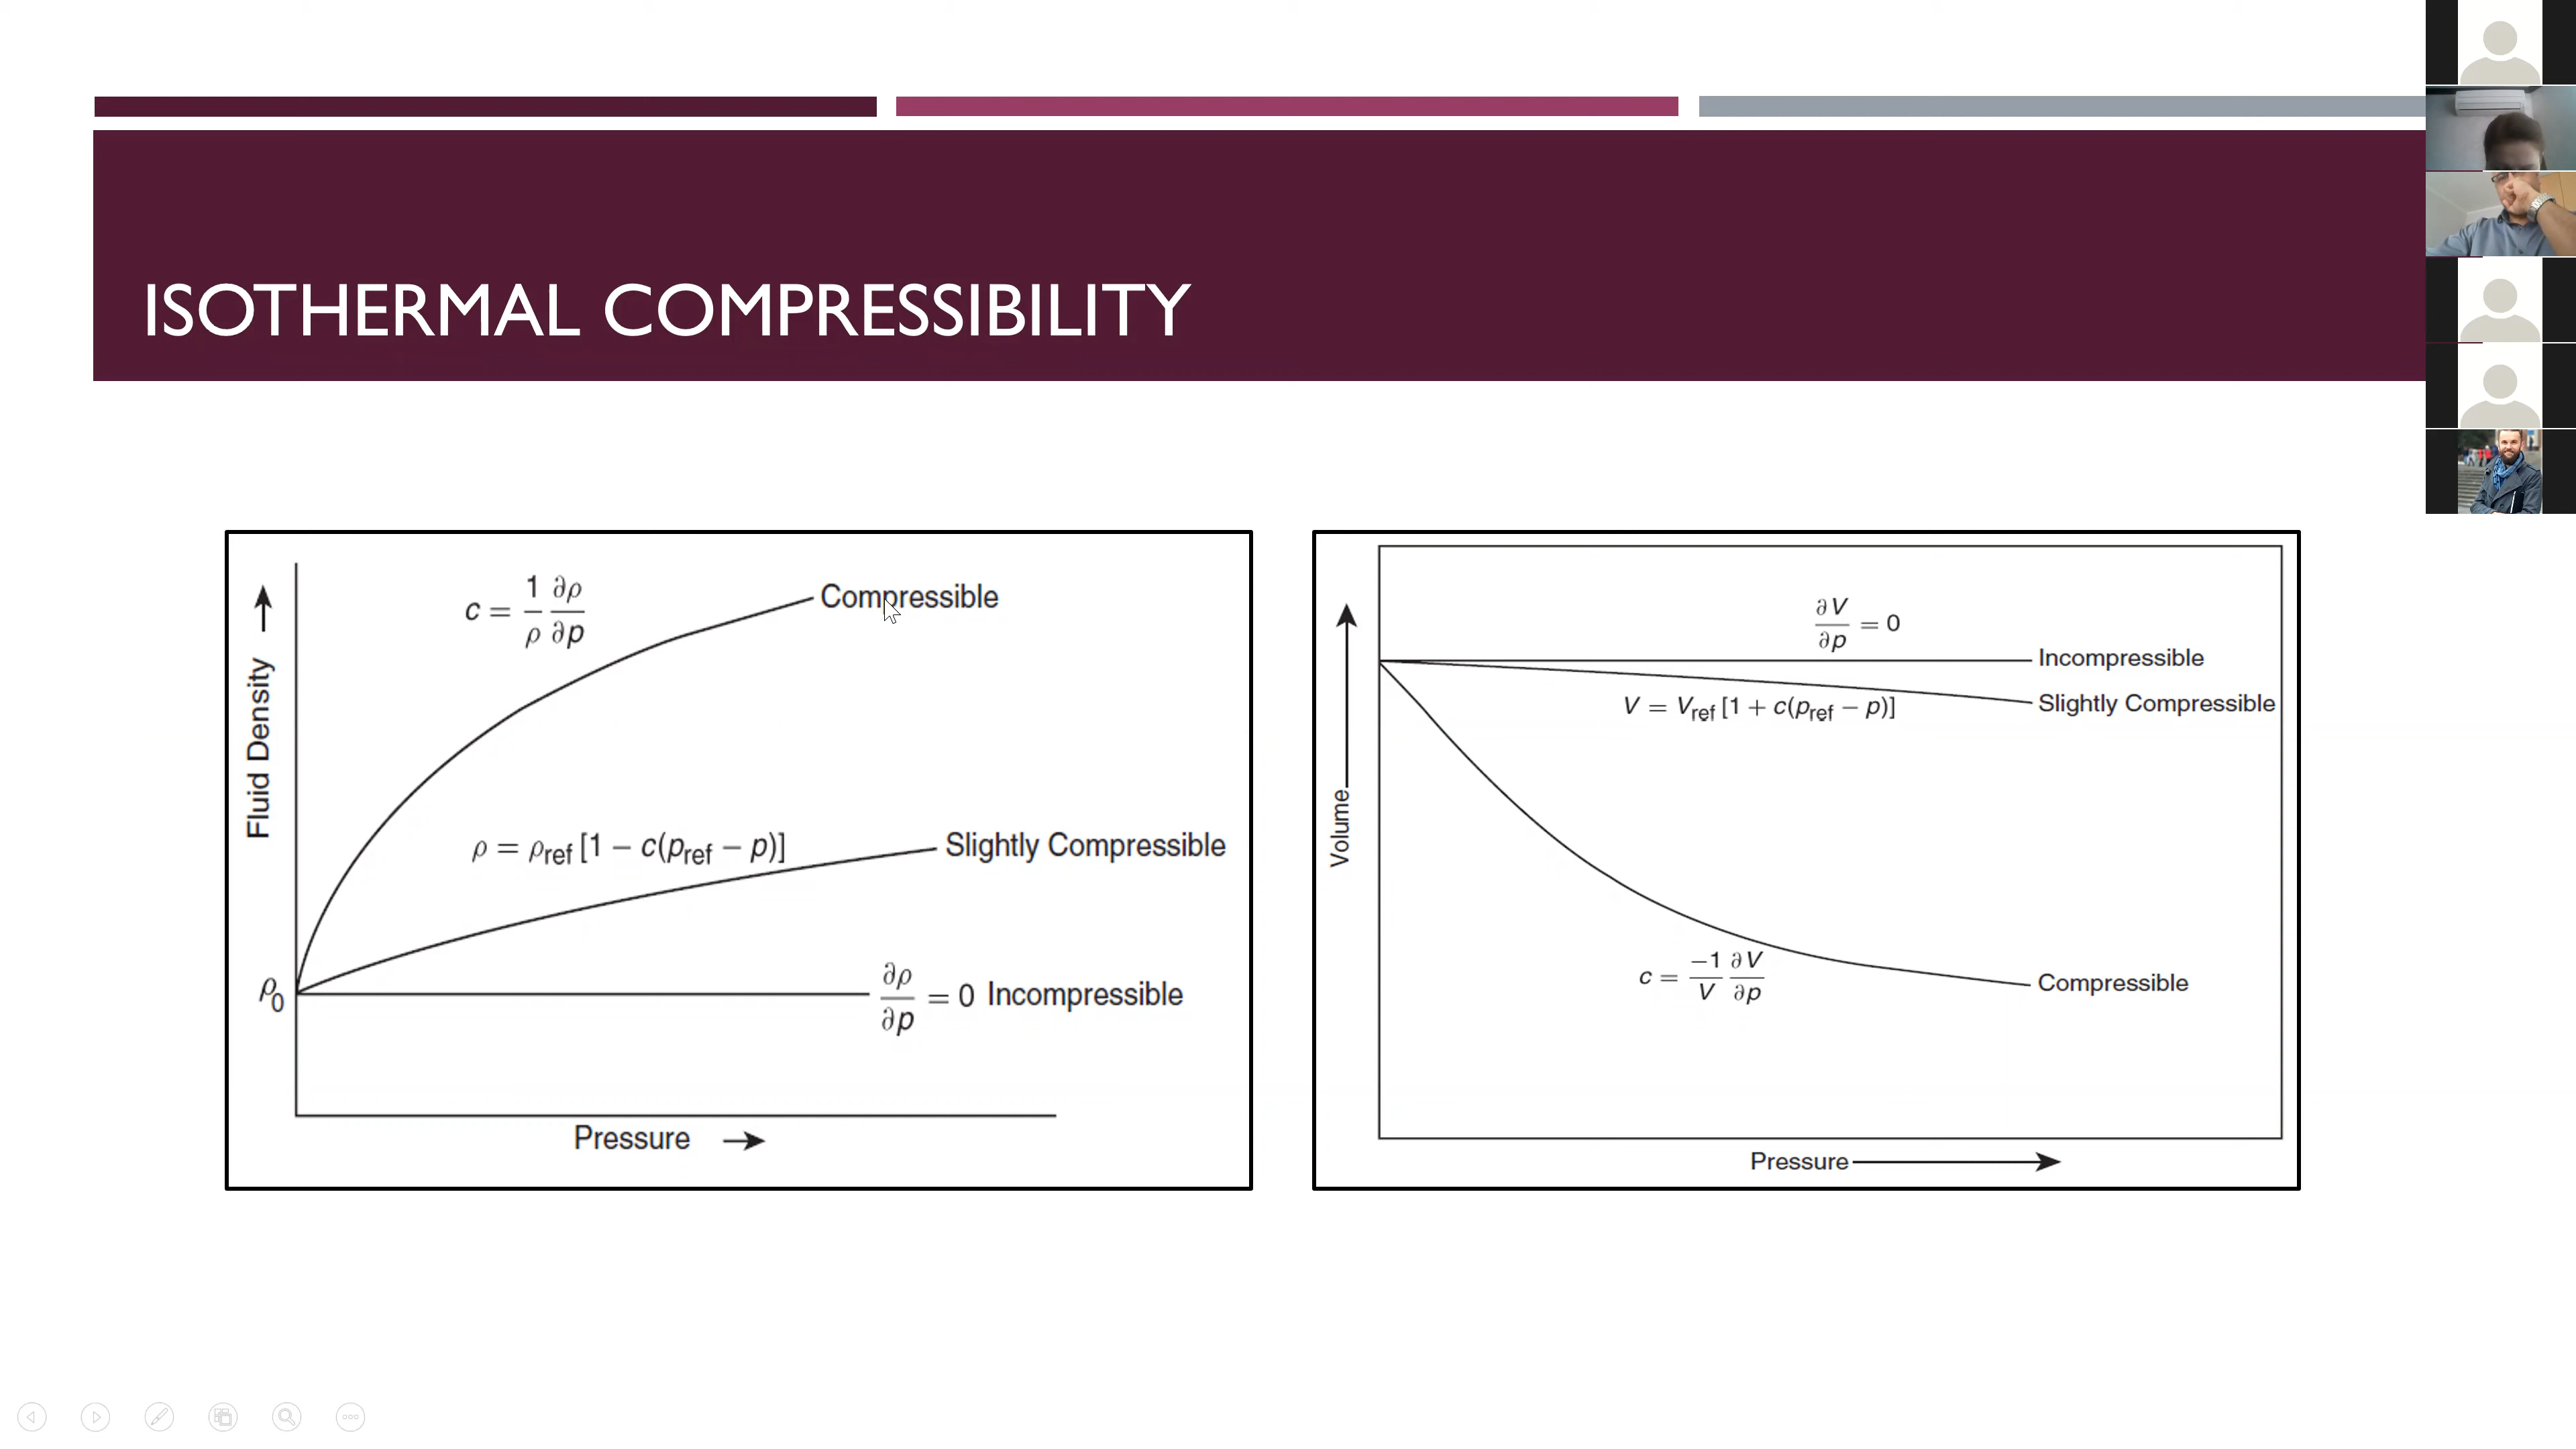 ISOTHERMAL COMPRESSIBILITY
c = 1/ρ ∂ρ/∂p
Compressible
Fluid Density
ρ = ρref [1 − c(pref − p)]
Slightly Compressible
ρ0
∂ρ/∂p = 0 Incompressible
Pressure
∂V/∂p = 0
Incompressible
V = Vref [1 + c(pref − p)]
Slightly Compressible
Volume
c = −1/V ∂V/∂p
Compressible
Pressure